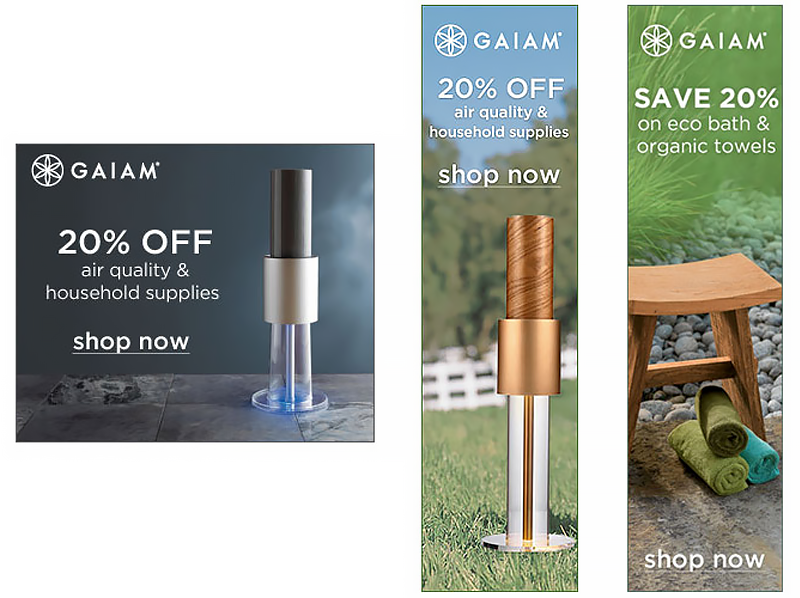 GAIAM
20% OFF
air quality &
household supplies
shop now
GAIAM
20% OFF
air quality &
household supplies
shop now
GAIAM
SAVE 20%
on eco bath &
organic towels
shop now